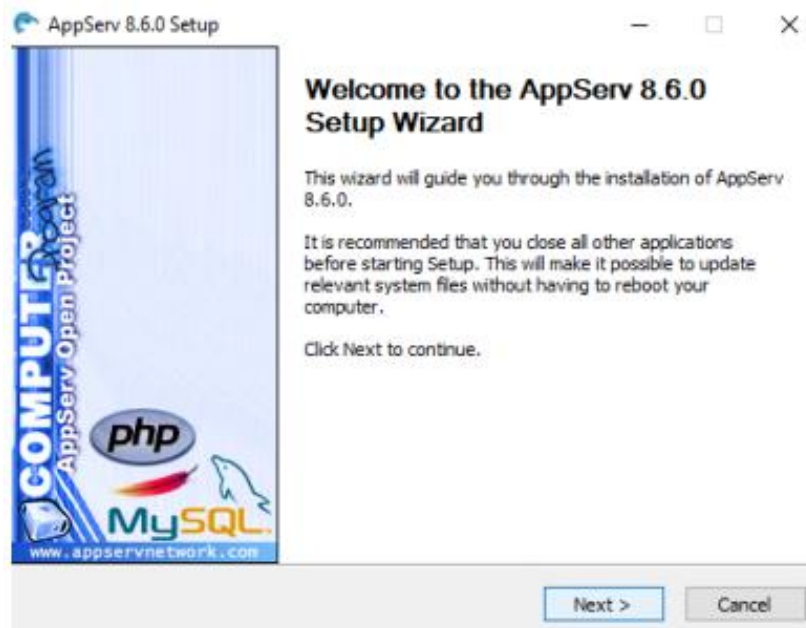 AppServ 8.6.0 Setup
Welcome to the AppServ 8.6.0
Setup Wizard
This wizard will guide you through the installation of AppServ
8.6.0.
It is recommended that you close all other applications
before starting Setup. This will make it possible to update
relevant system files without having to reboot your
computer.
Click Next to continue.
COMPUTER
Program
AppServ Open Project
php
MySQL
www.appservnetwork.com
Next >
Cancel